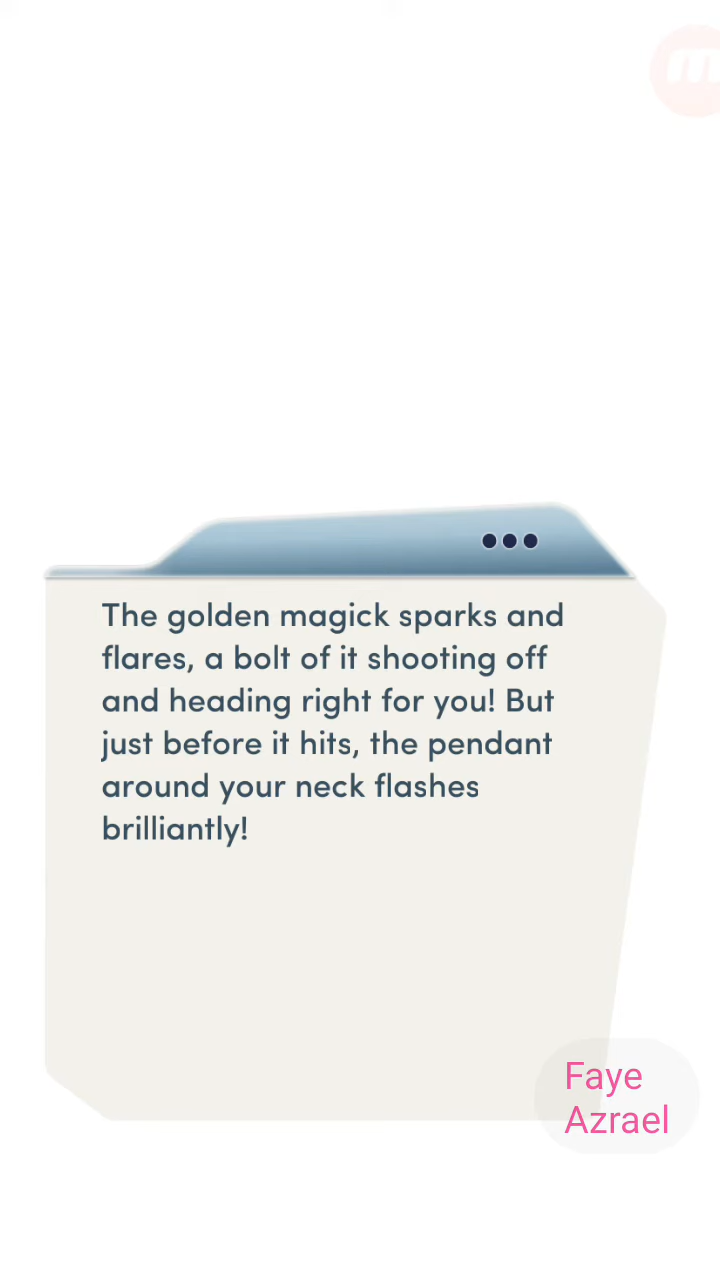 The golden magick sparks and
flares, a bolt of it shooting off
and heading right for you! But
just before it hits, the pendant
around your neck flashes
brilliantly!
Faye
Azrael